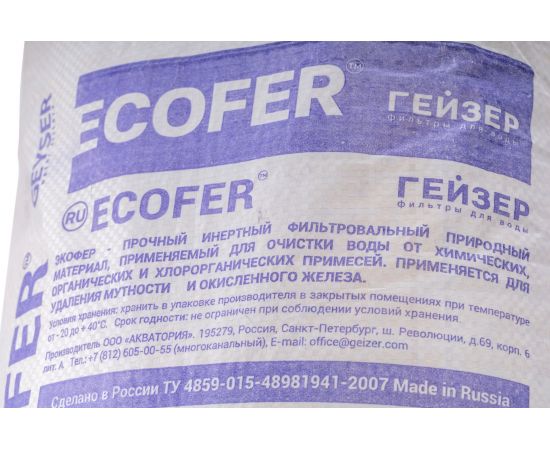 ECOFER™
ГЕЙЗЕР
фильтры для воды
GEYSER
RU ECOFER™
ГЕЙЗЕР
фильтры для воды
ЭКОФЕР - ПРОЧНЫЙ ИНЕРТНЫЙ ФИЛЬТРОВАЛЬНЫЙ ПРИРОДНЫЙ
МАТЕРИАЛ, ПРИМЕНЯЕМЫЙ ДЛЯ ОЧИСТКИ ВОДЫ ОТ ХИМИЧЕСКИХ,
ОРГАНИЧЕСКИХ И ХЛОРОРГАНИЧЕСКИХ ПРИМЕСЕЙ. ПРИМЕНЯЕТСЯ ДЛЯ
УДАЛЕНИЯ МУТНОСТИ И ОКИСЛЕННОГО ЖЕЛЕЗА.
Условия хранения: хранить в упаковке производителя в закрытых помещениях при температуре
от - 20 до + 40°С. Срок годности: не ограничен при соблюдении условий хранения.
Производитель ООО «АКВАТОРИЯ». 195279, Россия, Санкт-Петербург, ш. Революции, д.69, корп. 6
лит. А Тел.: +7 (812) 605-00-55 (многоканальный), E-mail: office@geizer.com
Сделано в России ТУ 4859-015-48981941-2007 Made in Russia
FER®